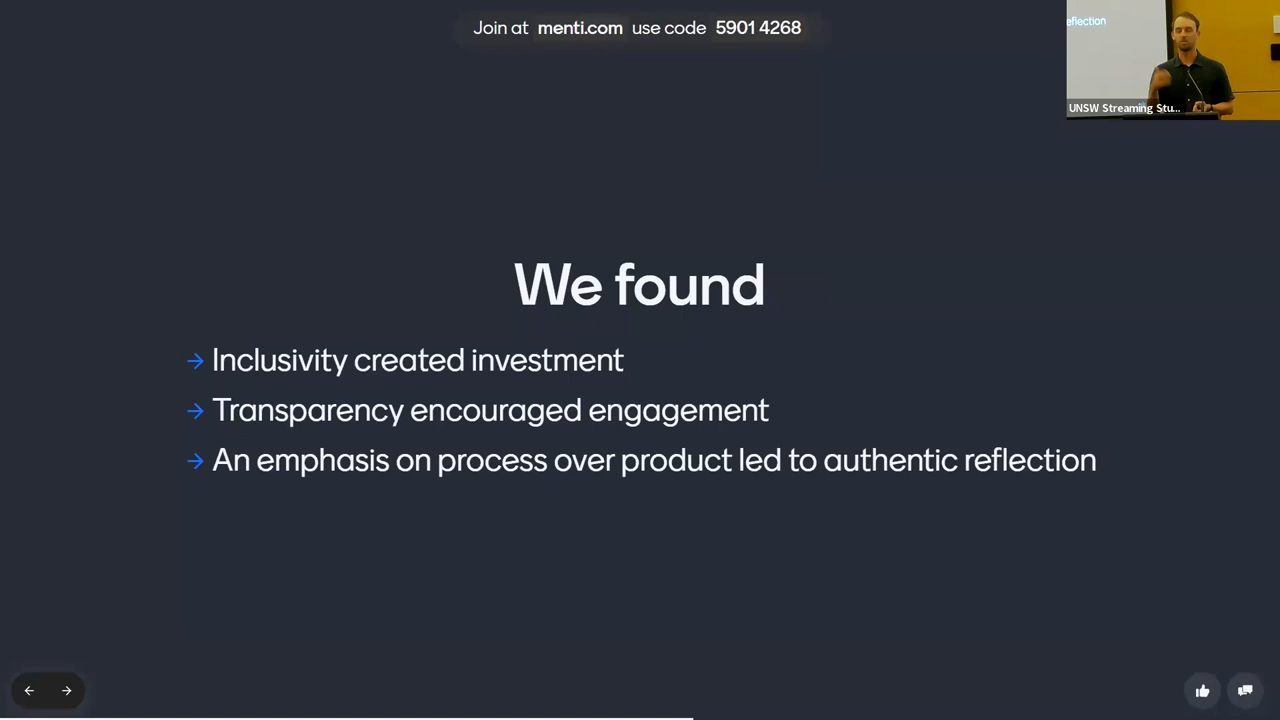 Join at menti.com use code 5901 4268
eflection
UNSW Streaming Stu...
We found
→ Inclusivity created investment
→ Transparency encouraged engagement
→ An emphasis on process over product led to authentic reflection